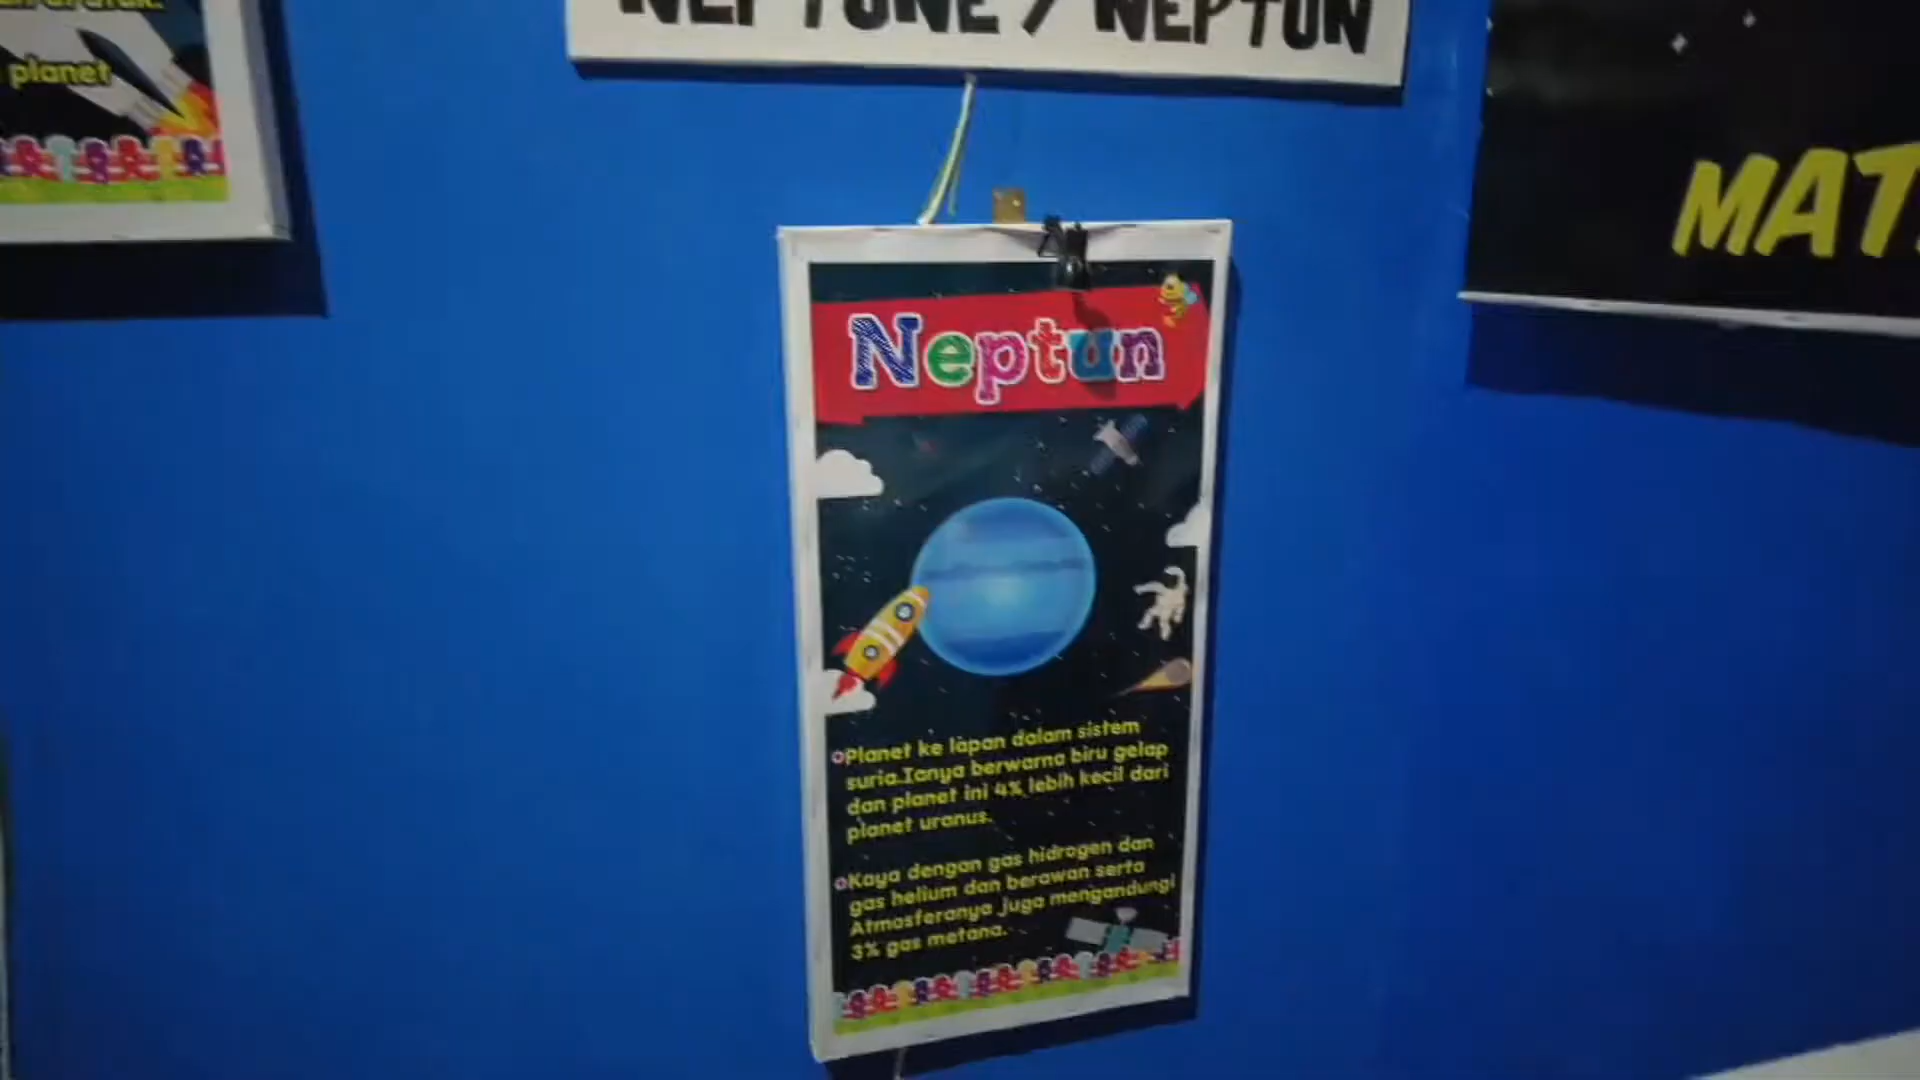 planet
NEPTUNE / NEPTUN
MAT
Neptun
Planet ke lapan dalam sistem
suria.Ianya berwarna biru gelap
dan planet ini 4% lebih kecil dari
planet uranus.
Kaya dengan gas hidrogen dan
gas helium dan berawan serta
Atmosferanya juga mengandungi
3% gas metana.